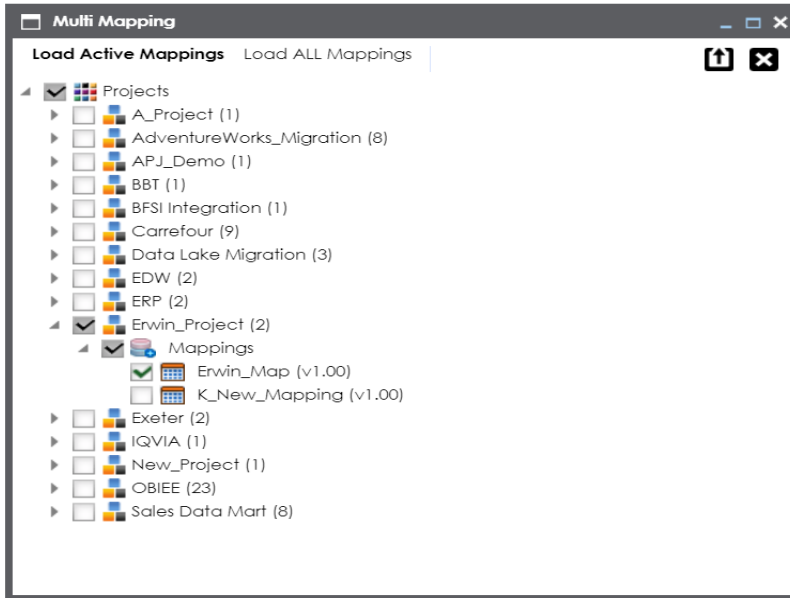 Multi Mapping
Load Active Mappings Load ALL Mappings
Projects
A_Project (1)
AdventureWorks_Migration (8)
APJ_Demo (1)
BBT (1)
BFSI Integration (1)
Carrefour (9)
Data Lake Migration (3)
EDW (2)
ERP (2)
Erwin_Project (2)
Mappings
Erwin_Map (v1.00)
K_New_Mapping (v1.00)
Exeter (2)
IQVIA (1)
New_Project (1)
OBIEE (23)
Sales Data Mart (8)